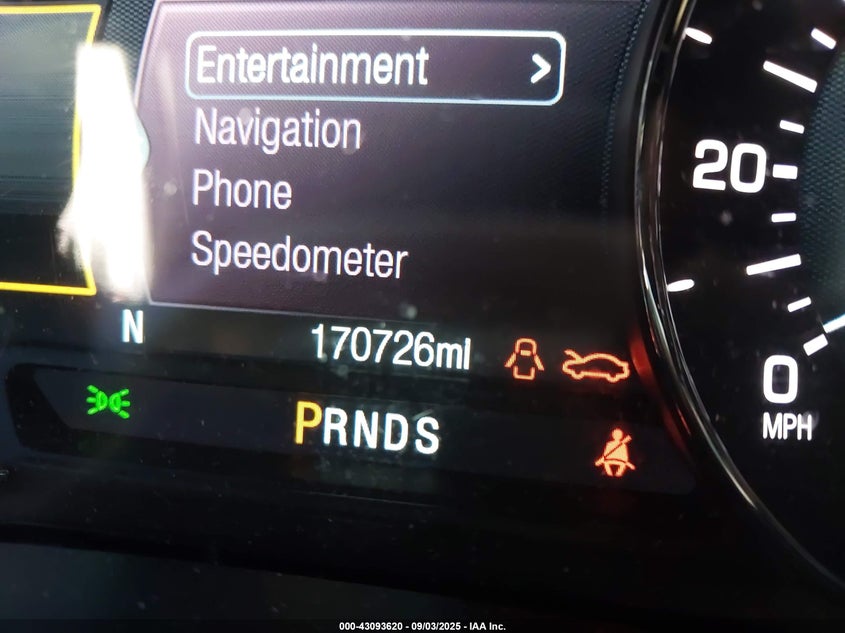 Entertainment >
Navigation
Phone
Speedometer
N 170726mi
PRNDS
20
0
MPH
000-43093620 - 09/03/2025 - IAA Inc.